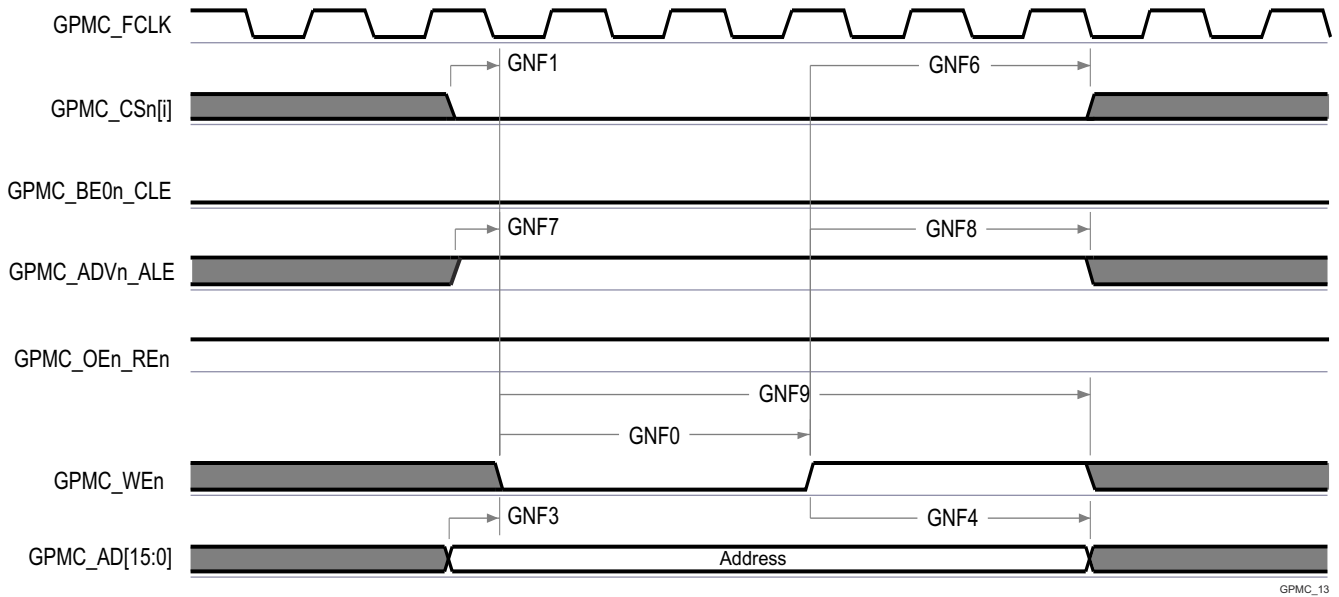 GPMC_FCLK
GNF1
GNF6
GPMC_CSn[i]
GPMC_BE0n_CLE
GNF7
GNF8
GPMC_ADVn_ALE
GPMC_OEn_REn
GNF9
GNF0
GPMC_WEn
GNF3
GNF4
GPMC_AD[15:0]
Address
GPMC_13